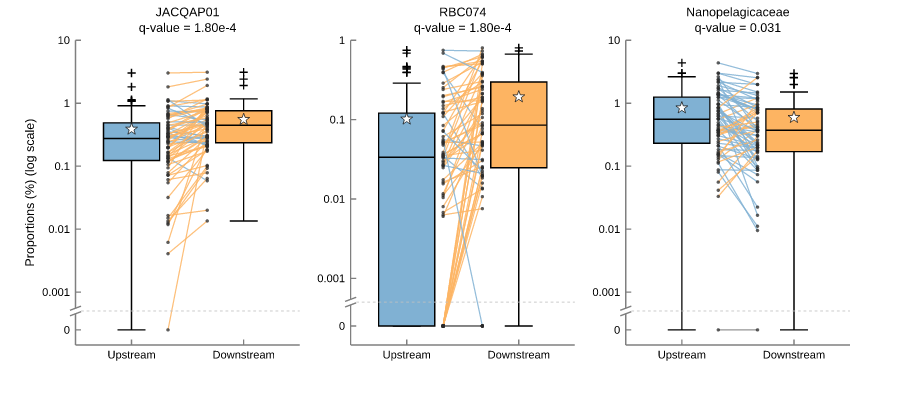 JACQAP01
q-value = 1.80e-4
RBC074
q-value = 1.80e-4
Nanopelagicaceae
q-value = 0.031
Proportions (%) (log scale)
10
1
0.1
0.01
0.001
0
Upstream
Downstream
1
0.1
0.01
0.001
0
Upstream
Downstream
10
1
0.1
0.01
0.001
0
Upstream
Downstream